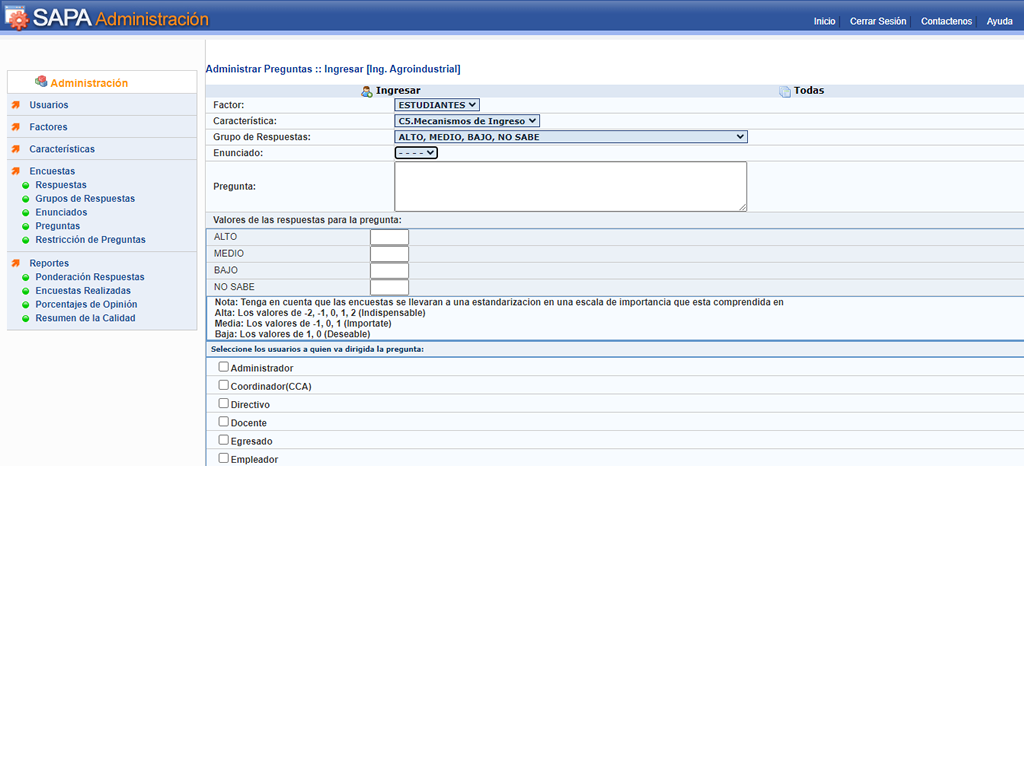 SAPA Administración
Inicio Cerrar Sesión Contactenos Ayuda
Administración
Usuarios
Factores
Características
Encuestas
Respuestas
Grupos de Respuestas
Enunciados
Preguntas
Restricción de Preguntas
Reportes
Ponderación Respuestas
Encuestas Realizadas
Porcentajes de Opinión
Resumen de la Calidad
Administrar Preguntas :: Ingresar [Ing. Agroindustrial]
Ingresar Todas
Factor: ESTUDIANTES
Característica: C5.Mecanismos de Ingreso
Grupo de Respuestas: ALTO, MEDIO, BAJO, NO SABE
Enunciado: - - - -
Pregunta:
Valores de las respuestas para la pregunta:
ALTO
MEDIO
BAJO
NO SABE
Nota: Tenga en cuenta que las encuestas se llevaran a una estandarizacion en una escala de importancia que esta comprendida en
Alta: Los valores de -2, -1, 0, 1, 2 (Indispensable)
Media: Los valores de -1, 0, 1 (Importate)
Baja: Los valores de 1, 0 (Deseable)
Seleccione los usuarios a quien va dirigida la pregunta:
Administrador
Coordinador(CCA)
Directivo
Docente
Egresado
Empleador